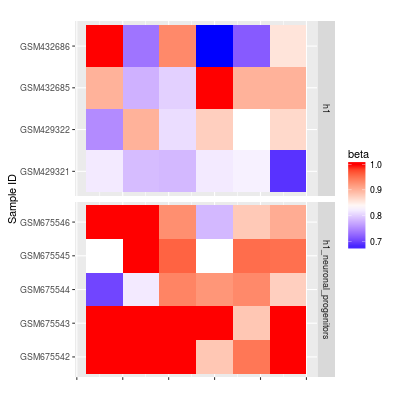 GSM432686
GSM432685
GSM429322
GSM429321
GSM675546
GSM675545
GSM675544
GSM675543
GSM675542
Sample ID
h1
h1_neuronal_progenitors
beta
1.0
0.9
0.8
0.7